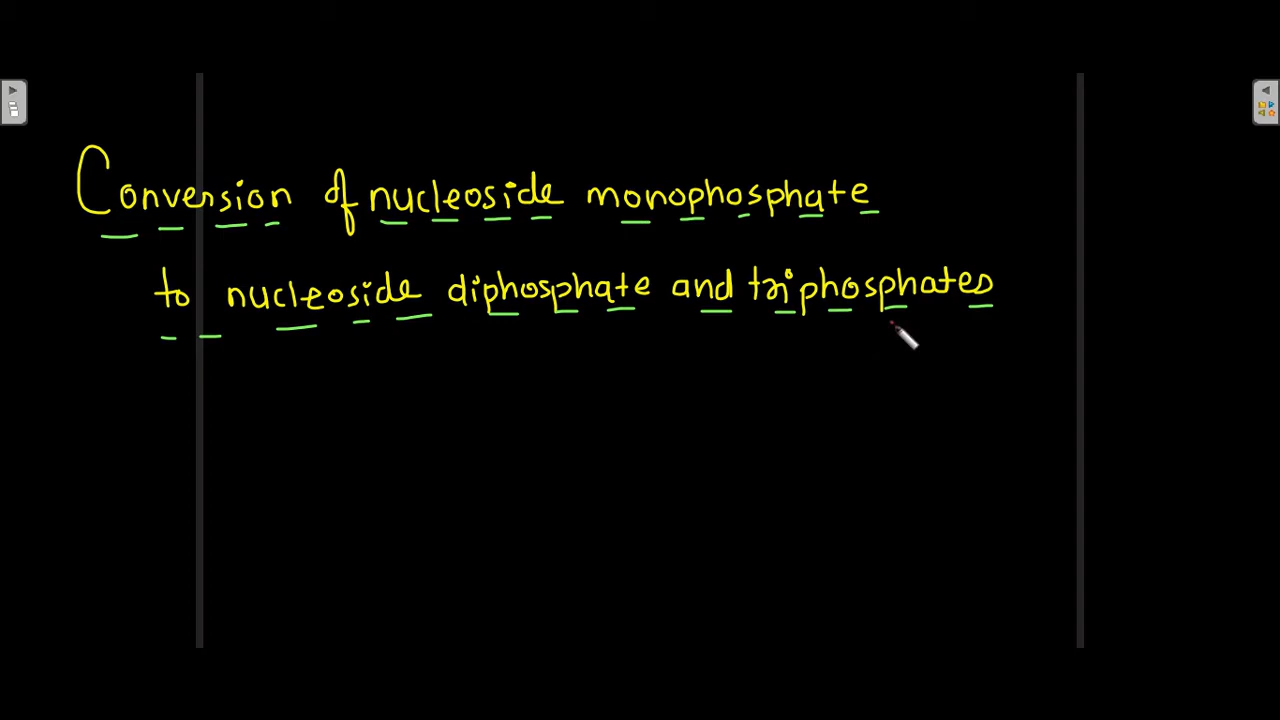 Conversion of nucleoside monophosphate
to nucleoside diphosphate and triphosphates